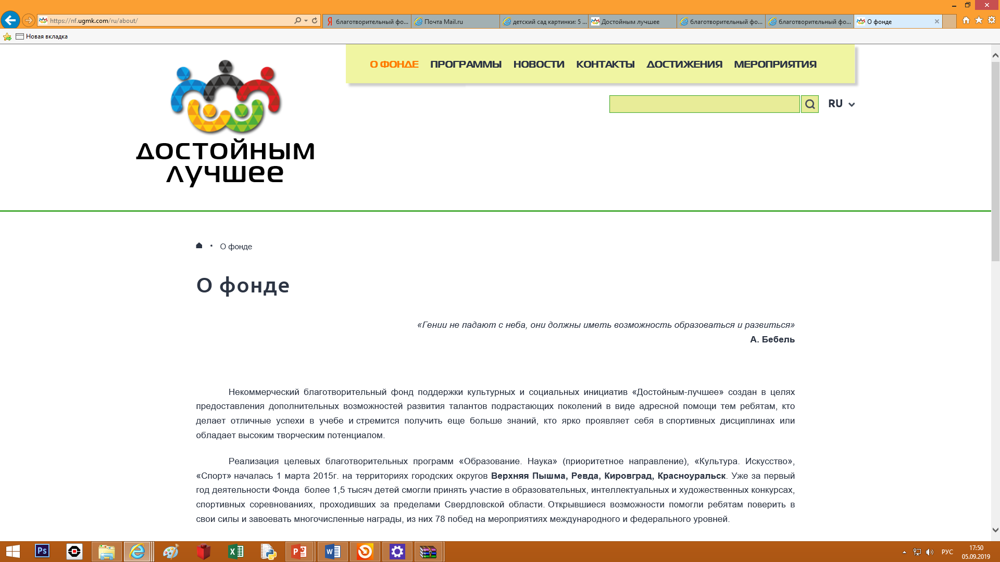 https://nf.ugmk.com/ru/about/
благотворительный фо...
Почта Mail.ru
детский сад картинки: 5 ...
Достойным лучшее
благотворительный фо...
благотворительный фо...
О фонде
Новая вкладка
О ФОНДЕ ПРОГРАММЫ НОВОСТИ КОНТАКТЫ ДОСТИЖЕНИЯ МЕРОПРИЯТИЯ
RU
ДОСТОЙНЫМ
ЛУЧШЕЕ
О фонде
О фонде
«Гении не падают с неба, они должны иметь возможность образоваться и развиться»
А. Бебель
Некоммерческий благотворительный фонд поддержки культурных и социальных инициатив «Достойным-лучшее» создан в целях
предоставления дополнительных возможностей развития талантов подрастающих поколений в виде адресной помощи тем ребятам, кто
делает отличные успехи в учебе и стремится получить еще больше знаний, кто ярко проявляет себя в спортивных дисциплинах или
обладает высоким творческим потенциалом.
Реализация целевых благотворительных программ «Образование. Наука» (приоритетное направление), «Культура. Искусство»,
«Спорт» началась 1 марта 2015г. на территориях городских округов Верхняя Пышма, Ревда, Кировград, Красноуральск. Уже за первый
год деятельности Фонда более 1,5 тысяч детей смогли принять участие в образовательных, интеллектуальных и художественных конкурсах,
спортивных соревнованиях, проходивших за пределами Свердловской области. Открывшиеся возможности помогли ребятам поверить в
свои силы и завоевать многочисленные награды, из них 78 побед на мероприятиях международного и федерального уровней.
Ps
РУС
17:50
05.09.2019